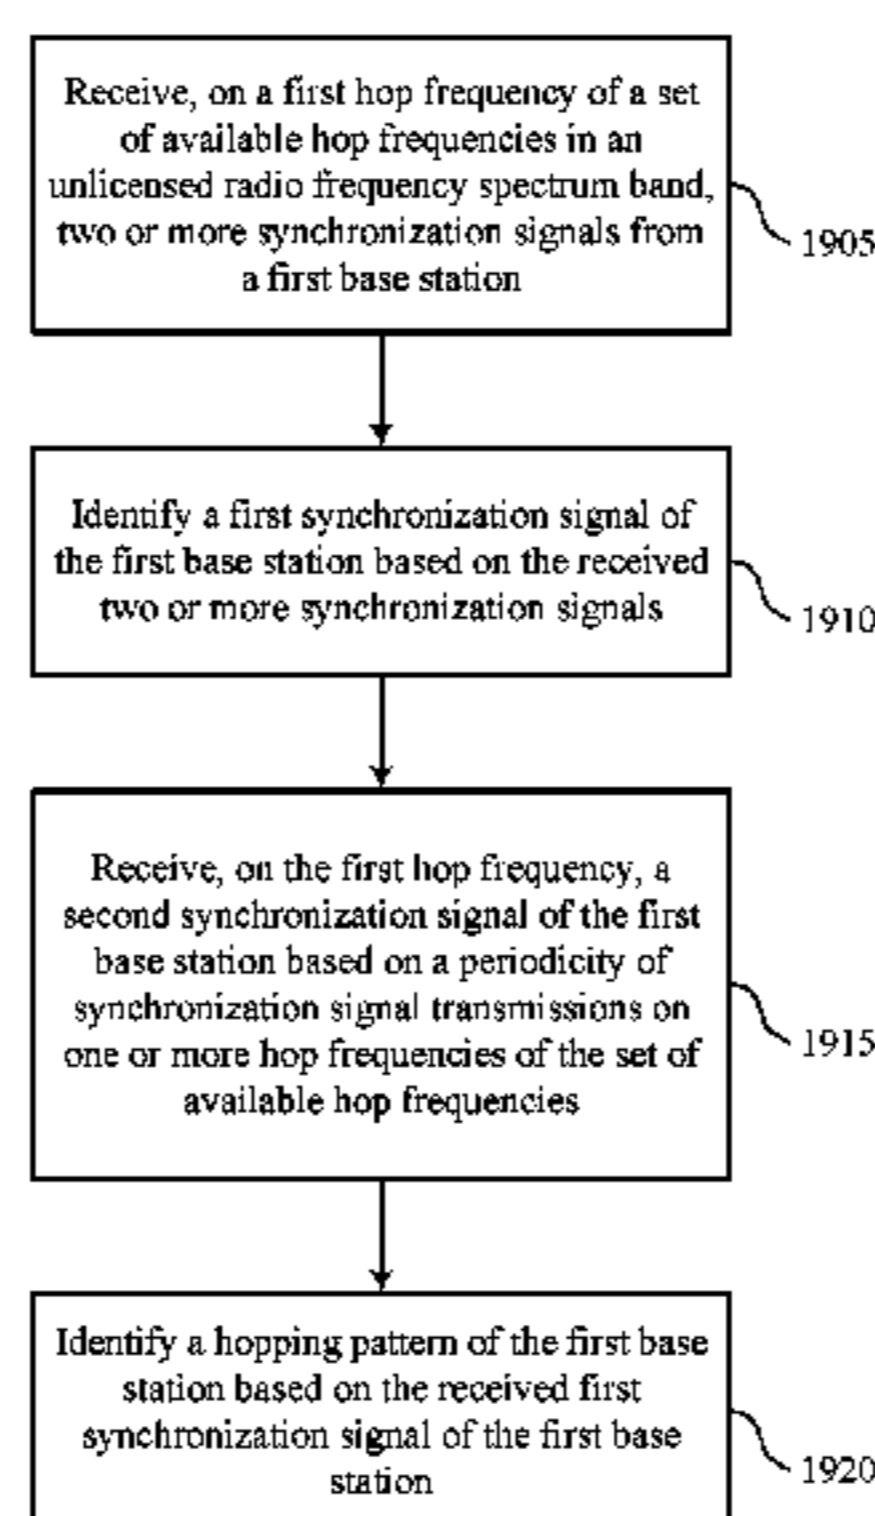 Receive, on a first hop frequency of a set
of available hop frequencies in an
unlicensed radio frequency spectrum band,
two or more synchronization signals from
a first base station
1905
Identify a first synchronization signal of
the first base station based on the received
two or more synchronization signals
1910
Receive, on the first hop frequency, a
second synchronization signal of the first
base station based on a periodicity of
synchronization signal transmissions on
one or more hop frequencies of the set of
available hop frequencies
1915
Identify a hopping pattern of the first base
station based on the received first
synchronization signal of the first base
station
1920